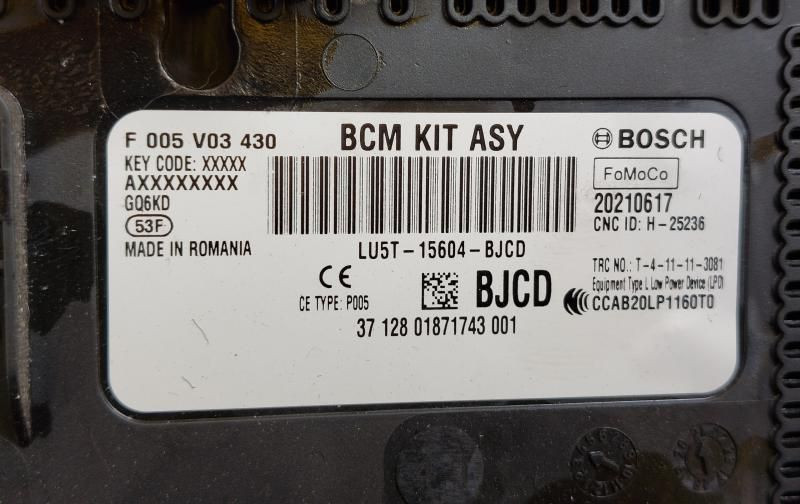 F 005 V03 430
BCM KIT ASY
BOSCH
KEY CODE: XXXXX
AXXXXXXXX
GQ6KD
53F
MADE IN ROMANIA
FoMoCo
20210617
CNC ID: H-25236
LU5T-15604-BJCD
CE
CE TYPE: P005
BJCD
TRC NO.: T-4-11-11-3081
Equipment Type I, Low Power Device (LPD)
CCAB20LP1160T0
37 128 01871743 001